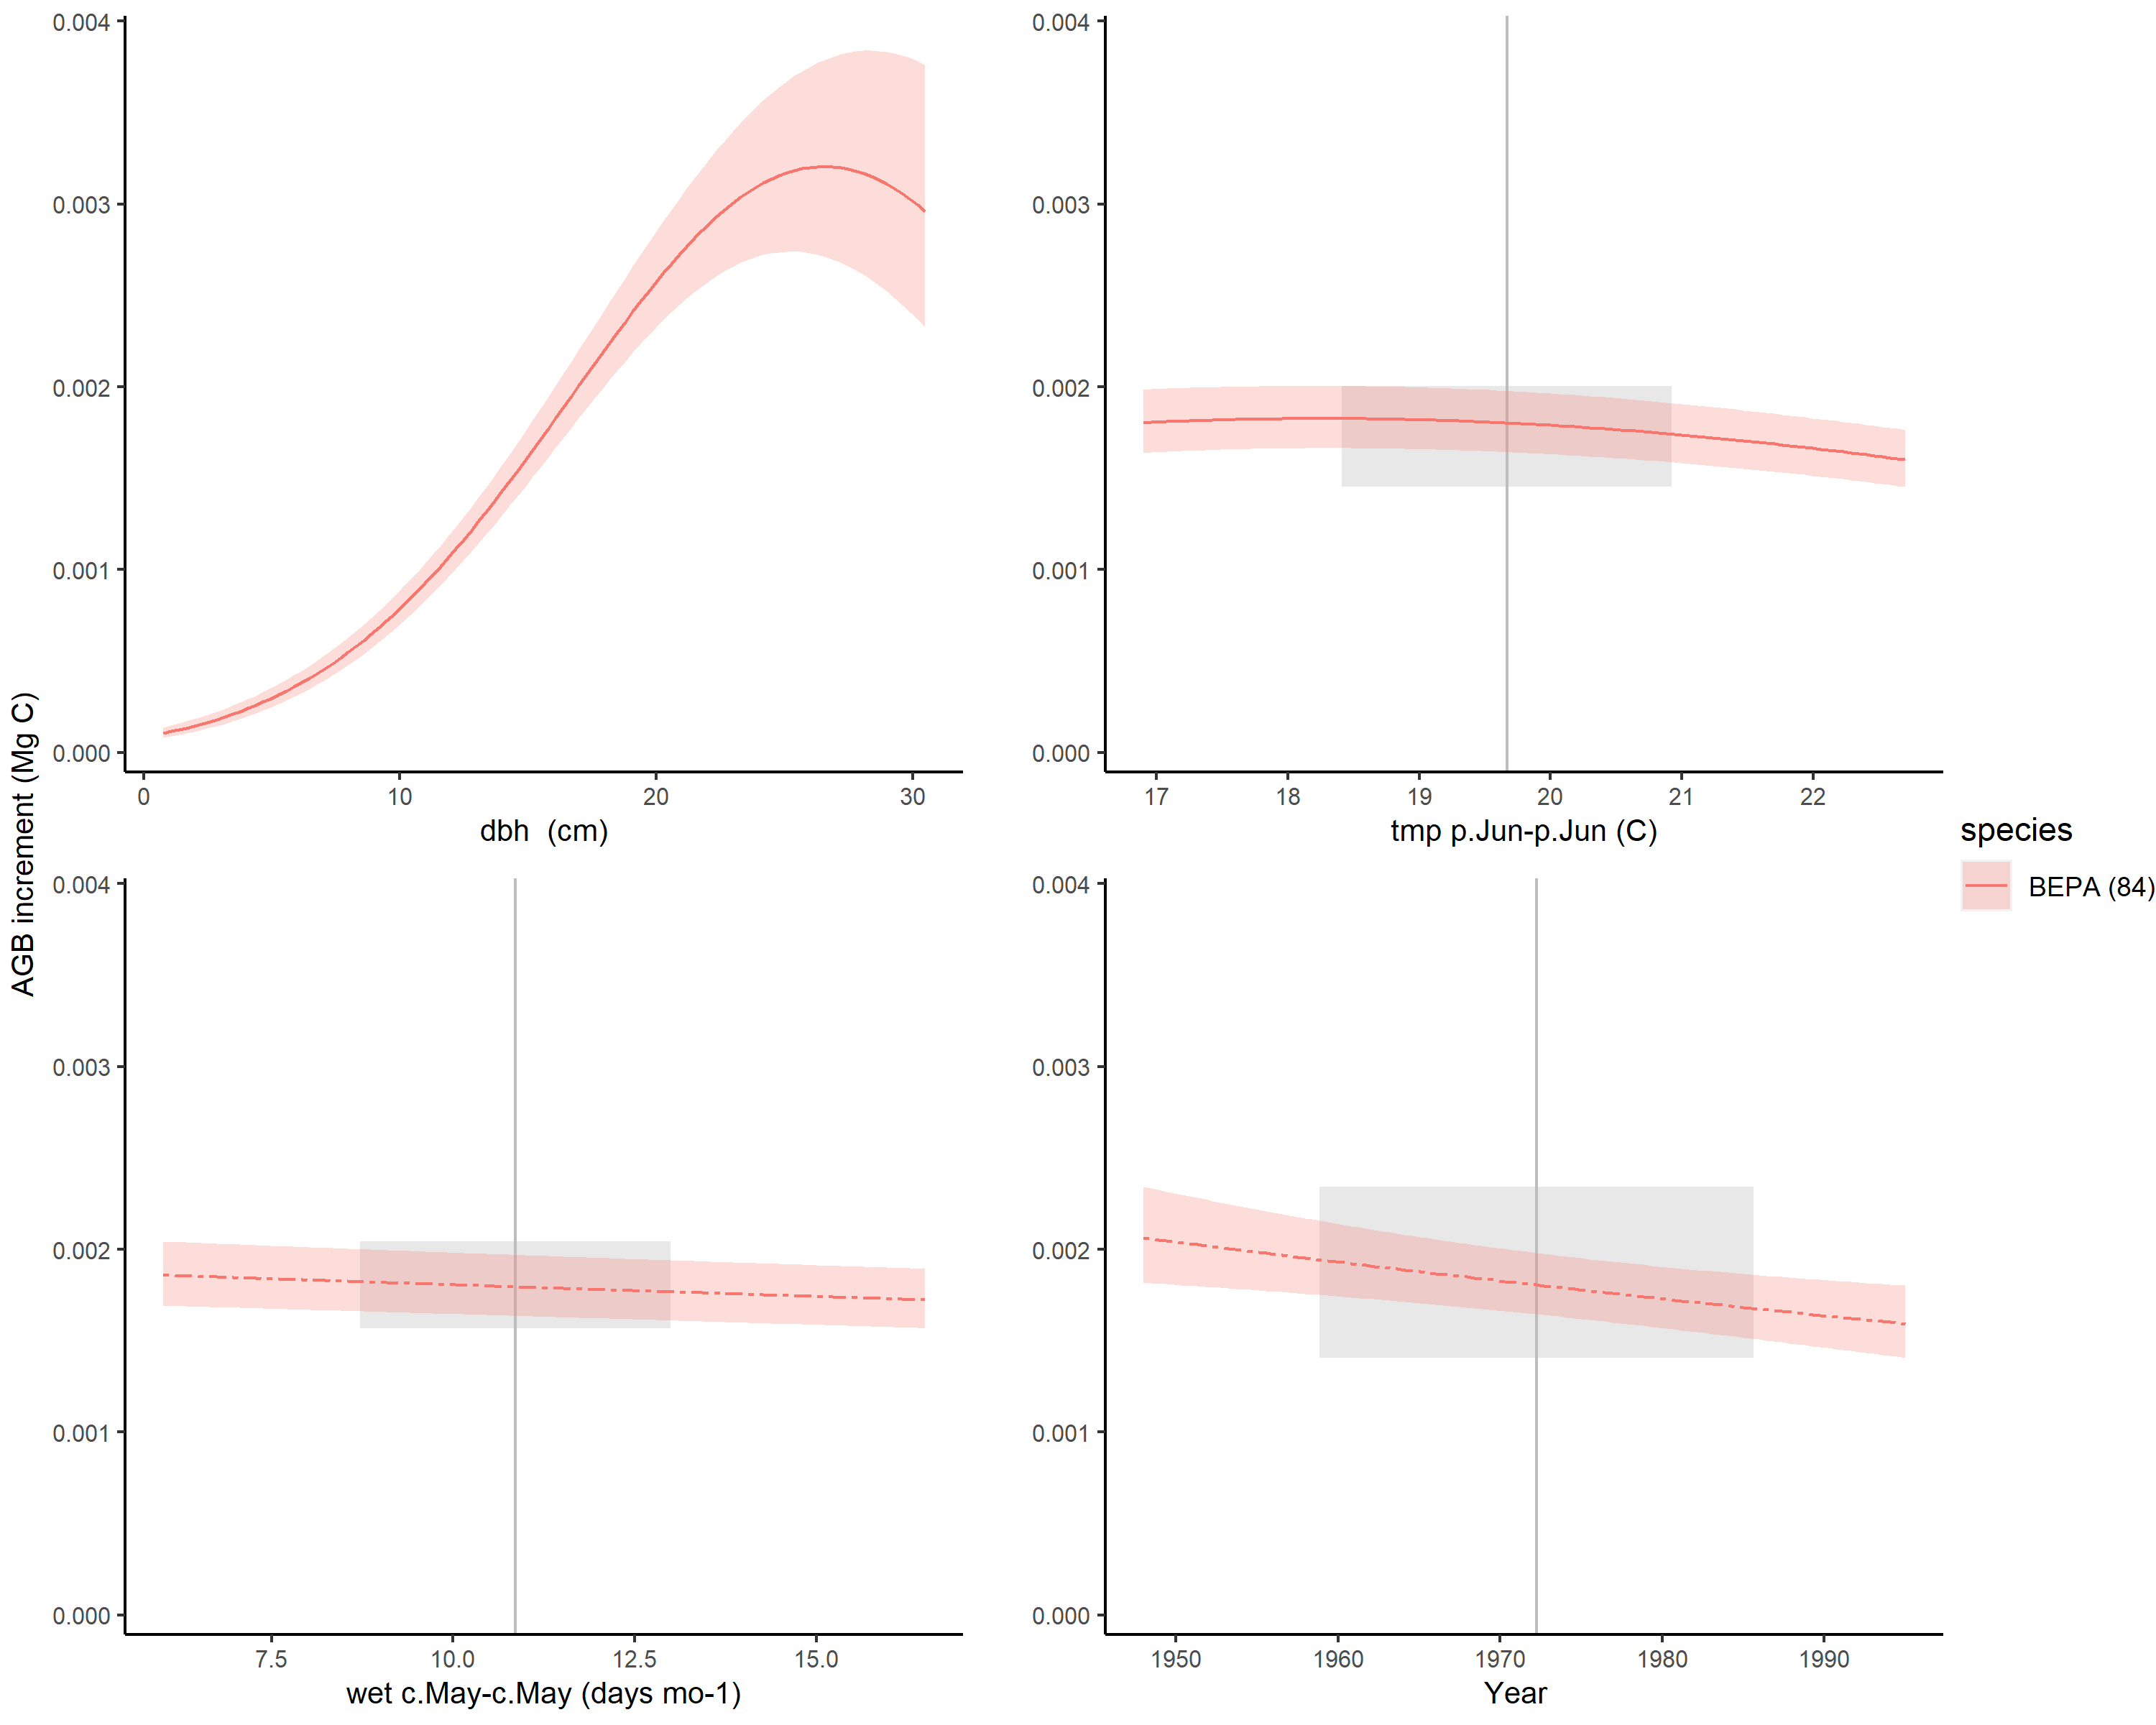 AGB increment (Mg C)
0.004
0.003
0.002
0.001
0.000
0 10 20 30
dbh  (cm)
0.004
0.003
0.002
0.001
0.000
17 18 19 20 21 22
tmp p.Jun-p.Jun (C)
0.004
0.003
0.002
0.001
0.000
7.5 10.0 12.5 15.0
wet c.May-c.May (days mo-1)
0.004
0.003
0.002
0.001
0.000
1950 1960 1970 1980 1990
Year
species
BEPA (84)